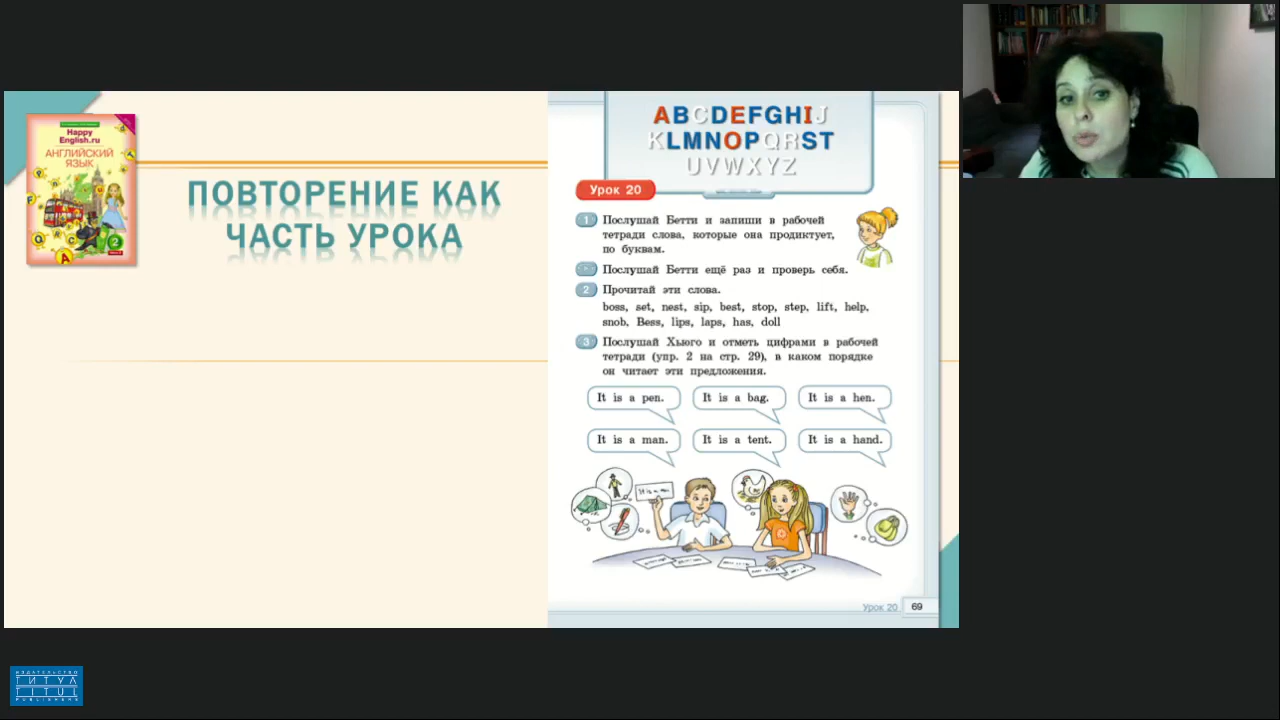 Happy
English.ru
АНГЛИЙСКИЙ
ЯЗЫК
2
ПОВТОРЕНИЕ КАК
ЧАСТЬ УРОКА
ABCDEFGHIJ
KLMNOPQRST
UVWXYZ
Урок 20
1 Послушай Бетти и запиши в рабочей
тетради слова, которые она продиктует,
по буквам.
Послушай Бетти ещё раз и проверь себя.
2 Прочитай эти слова.
boss, set, nest, sip, best, stop, step, lift, help,
snob, Bess, lips, laps, has, doll
3 Послушай Хьюго и отметь цифрами в рабочей
тетради (упр. 2 на стр. 29), в каком порядке
он читает эти предложения.
It is a pen. It is a bag. It is a hen.
It is a man. It is a tent. It is a hand.
Урок 20 69
ИЗДАТЕЛЬСТВО
ТИТУЛ
TITUL
PUBLISHERS